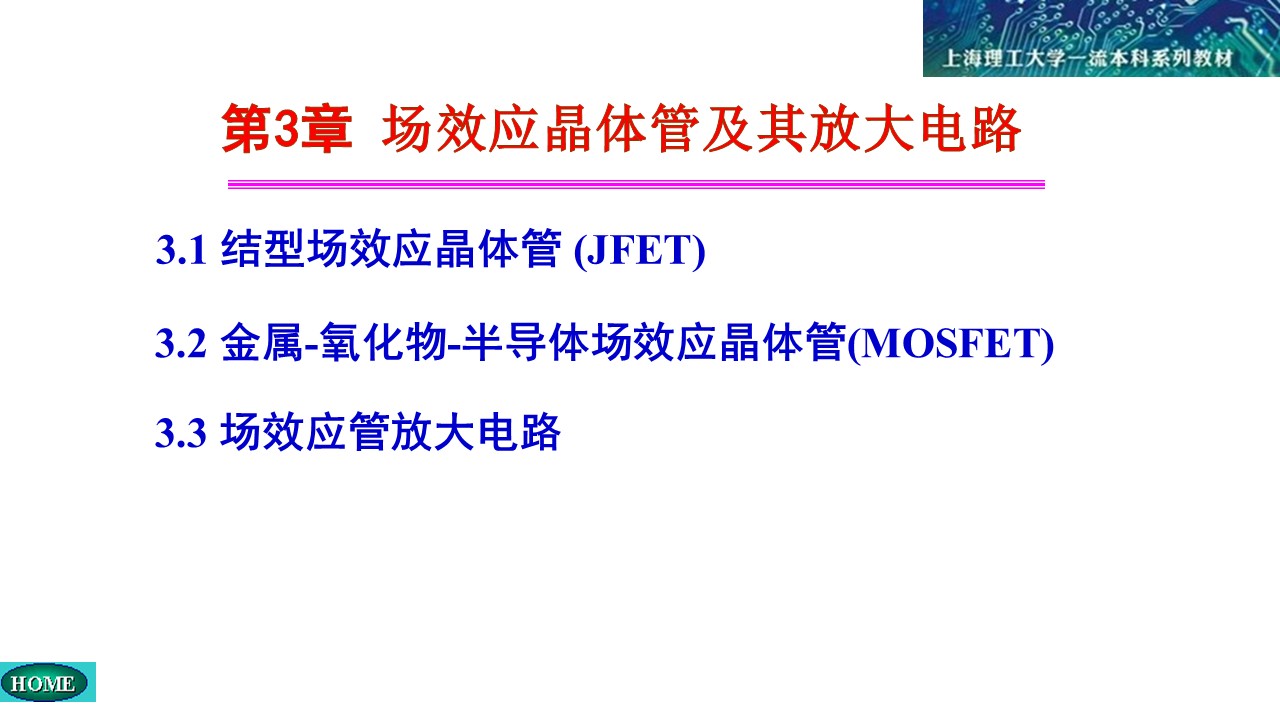 上海理工大学一流本科系列教材
第3章 场效应晶体管及其放大电路
3.1 结型场效应晶体管 (JFET)
3.2 金属-氧化物-半导体场效应晶体管(MOSFET)
3.3 场效应管放大电路
HOME